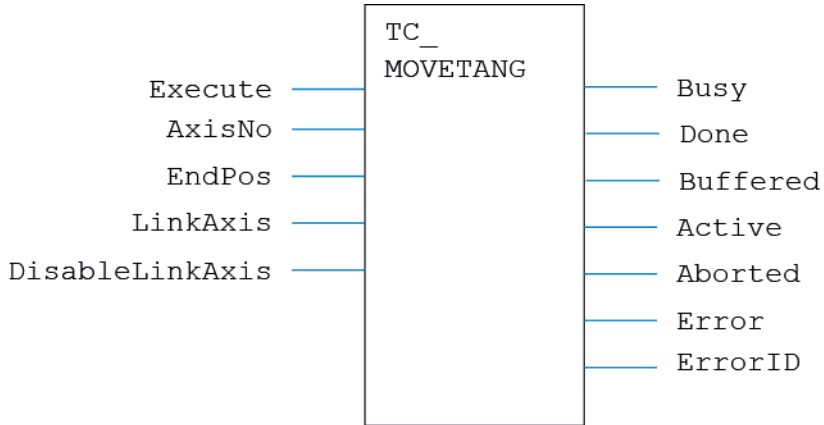 TC_
MOVETANG
Execute
AxisNo
EndPos
LinkAxis
DisableLinkAxis
Busy
Done
Buffered
Active
Aborted
Error
ErrorID